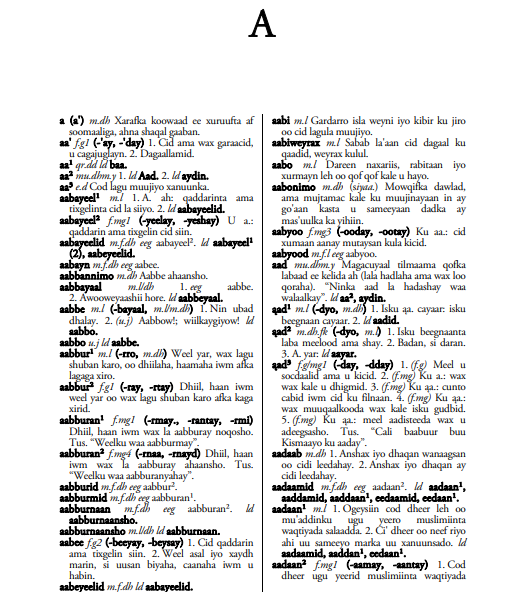 A
a (a') m.dh Xarafka koowaad ee xuruufta af
soomaaliga, ahna shaqal gaaban.
aa' f.g1 (-'ay, -'day) 1. Cid ama wax garaacid,
u cagajuglayn. 2. Dagaallamid.
aa¹ qr.dd ld baa.
aa² mu.dhm.y 1. ld Aad. 2. ld aydin.
aa³ e.d Cod lagu muujiyo xanuunka.
aabayeel¹ m.l 1. A. ah: qaddarinta ama
tixgelinta cid la siiyo. 2. ld aabayeelid.
aabayeel² f.mg1 (-yeelay, -yeshay) U a.:
qaddarin ama tixgelin cid siin.
aabayeelid m.f.dh eeg aabayeel². ld aabayeel¹
(2), aabeyeelid.
aabayn m.f.dh eeg aabee.
aabbannimo m.dh Aabbe ahaansho.
aabbayaal m.l/dh 1. eeg aabbe.
2. Awooweyaashii hore. ld aabbeyaal.
aabbe m.l (-bayaal, m.l/m.dh) 1. Nin ubad
dhalay. 2. (u.j) Aabbow!; wiilkaygiyow! ld
aabbo.
aabbo u.j ld aabbe.
aabbur¹ m.l (-rro, m.dh) Weel yar, wax lagu
shuban karo, oo dhiilaha, haamaha iwm afka
lagaga xiro.
aabbur² f.g1 (-ray, -rtay) Dhiil, haan iwm
weel yar oo wax lagu shuban karo afka kaga
xirid.
aabburan¹ f.mg1 (-rmay., -rantay, -rmi)
Dhiil, haan iwm wax la aabburay noqosho.
Tus. “Weelku waa aabburmay”.
aabburan² f.mg4 (-rnaa, -rnayd) Dhiil, haan
iwm wax la aabburay ahaansho. Tus.
“Weelku waa aabburanyahay”.
aabburid m.f.dh eeg aabbur².
aabburmid m.f.dh eeg aabburan¹.
aabburnaan m.f.dh eeg aabburan². ld
aabburnaansho.
aabburnaansho m.l/dh ld aabburnaan.
aabee f.g2 (-beeyay, -beysay) 1. Cid qaddarin
ama tixgelin siin. 2. Weel asal iyo xaydh
marin, si uusan biyaha, caanaha iwm u
habin.
aabeyeelid m.f.dh ld aabayeelid.
aabi m.l Gardarro isla weyni iyo kibir ku jiro
oo cid lagula muujiyo.
aabiweyrax m.l Sabab la'aan cid dagaal ku
qaadid, weyrax kulul.
aabo m.l Dareen naxariis, rabitaan iyo
xurmayn leh oo qof qof kale u hayo.
aabonimo m.dh (siyaa.) Mowqifka dawlad,
ama mujtamac kale ku muujinayaan in ay
go'aan kasta u sameeyaan dadka ay
mas'uulka ka yihiin.
aabyoo f.mg3 (-ooday, -ootay) Ku aa.: cid
xumaan aanay mutaysan kula kicid.
aabyood m.f.l eeg aabyoo.
aad mu.dhm.y Magacuyaal tilmaama qofka
labaad ee kelida ah (lala hadlaha ama wax loo
qoraha). “Ninka aad la hadashay waa
walaalkay”. ld aa², aydin.
ąąd¹ m.l (-dyo, m.dh) 1. Isku ąą. cayaar: isku
beegnaan cayaar. 2. ld aadid.
ąąd² m.dh.fk (-dyo, m.l) 1. Isku beegnaanta
laba meelood ama shay. 2. Badan, si daran.
3. A. yar: ld aayar.
ąąd³ f.g/mg1 (-day, -dday) 1. (f.g) Meel u
socdaalid ama u kicid. 2. (f.mg) Ku ąą.: wax
wax kale u dhigmid. 3. (f.mg) Ku ąą.: cunto
cabid iwm cid ku filnaan. 4. (f.mg) Ku ąą.:
wax muuqaalkooda wax kale isku gudbid.
5. (f.mg) Ku ąą.: meel aadisteeda wax u
adeegsasho. Tus. “Cali baabuur buu
Kismaayo ku aaday”.
aadaab m.dh 1. Anshax iyo dhaqan wanaagsan
oo cidi leedahay. 2. Anshax iyo dhaqan ay
cidi leedahay.
aadaamid m.f.dh eeg aadaan². ld aadaan¹,
aaddamid, aaddaan¹, eedaamid, eedaan¹.
aadaan¹ m.l 1. Ogeysiin cod dheer leh oo
mu'addinku ugu yeero muslimiinta
waqtiyada salaadda. 2. Ci' dheer oo neef riyo
ahi uu sameeyo marka uu xanuunsado. ld
aadaamid, aaddan¹, eedaan¹.
aadaan² f.mg1 (-aamay, -aantay) 1. Cod
dheer ugu yeerid muslimiinta waqtiyada